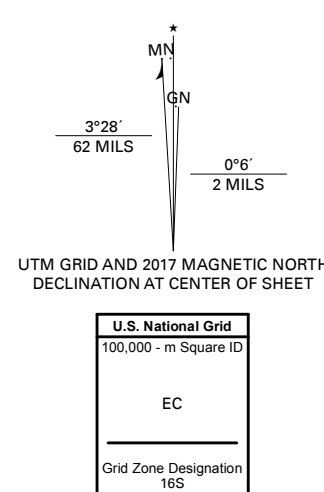 ★
MN
GN
3°28´
62 MILS
0°6´
2 MILS
UTM GRID AND 2017 MAGNETIC NORTH
DECLINATION AT CENTER OF SHEET
U.S. National Grid
100,000 - m Square ID
EC
Grid Zone Designation
16S